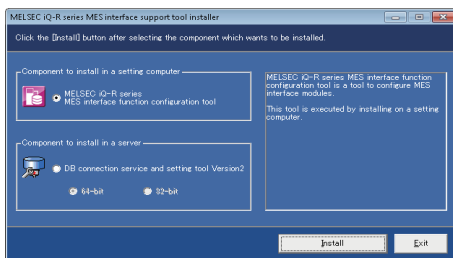 MELSEC iQ-R series MES interface support tool installer
Click the [Install] button after selecting the component which wants to be installed.
Component to install in a setting computer
MELSEC iQ-R series
MES interface function configuration tool
Component to install in a server
DB connection service and setting tool Version2
64-bit 32-bit
MELSEC iQ-R series MES interface function
configuration tool is a tool to configure MES
interface modules.
This tool is executed by installing on a setting
computer.
Install Exit